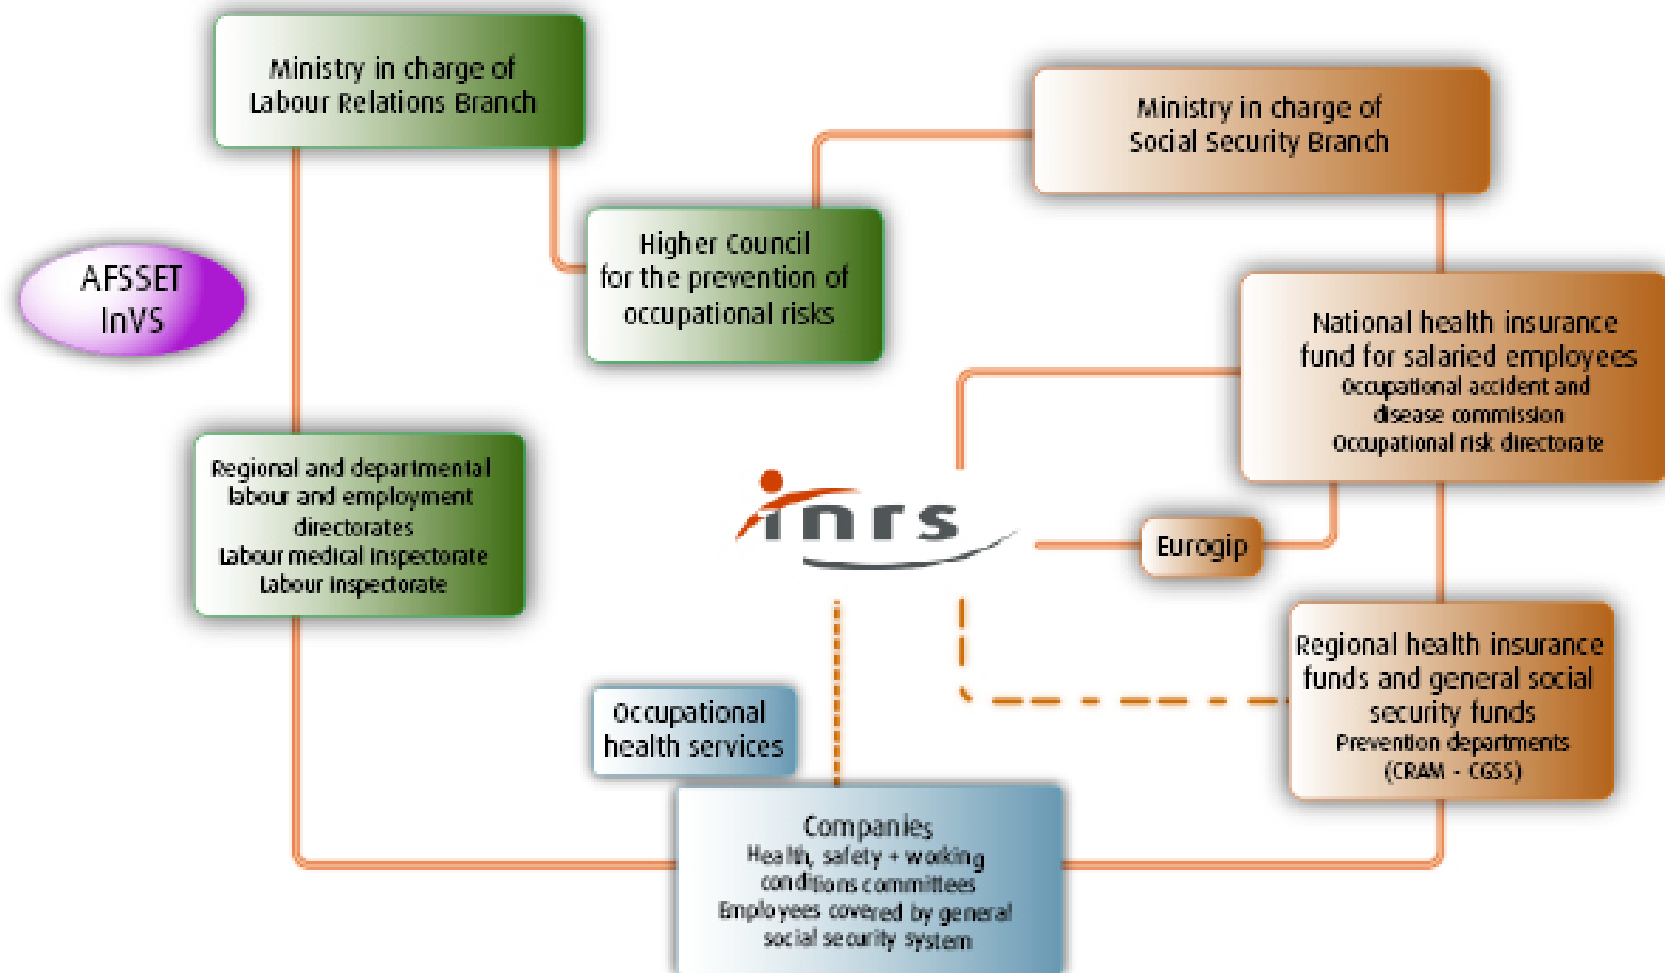 Ministry in charge of
Labour Relations Branch
Ministry in charge of
Social Security Branch
Higher Council
for the prevention of
occupational risks
AFSSET
InVS
National health insurance
fund for salaried employees
Occupational accident and
disease commission
Occupational risk directorate
Regional and departmental
labour and employment
directorates
Labour medical inspectorate
Labour inspectorate
inrs
Eurogip
Regional health insurance
funds and general social
security funds
Prevention departments
(CRAM - CGSS)
Occupational
health services
Companies
Health, safety + working
conditions committees
Employees covered by general
social security system